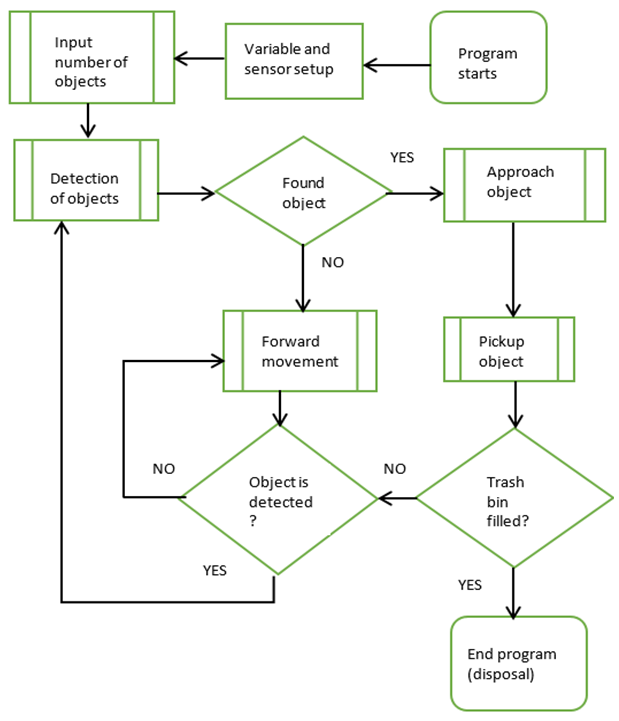 Input
number of
objects
Variable and
sensor setup
Program
starts
Detection
of objects
Found
object
YES
Approach
object
NO
Forward
movement
Pickup
object
NO
Object is
detected
?
NO
Trash
bin
filled?
YES
YES
End program
(disposal)